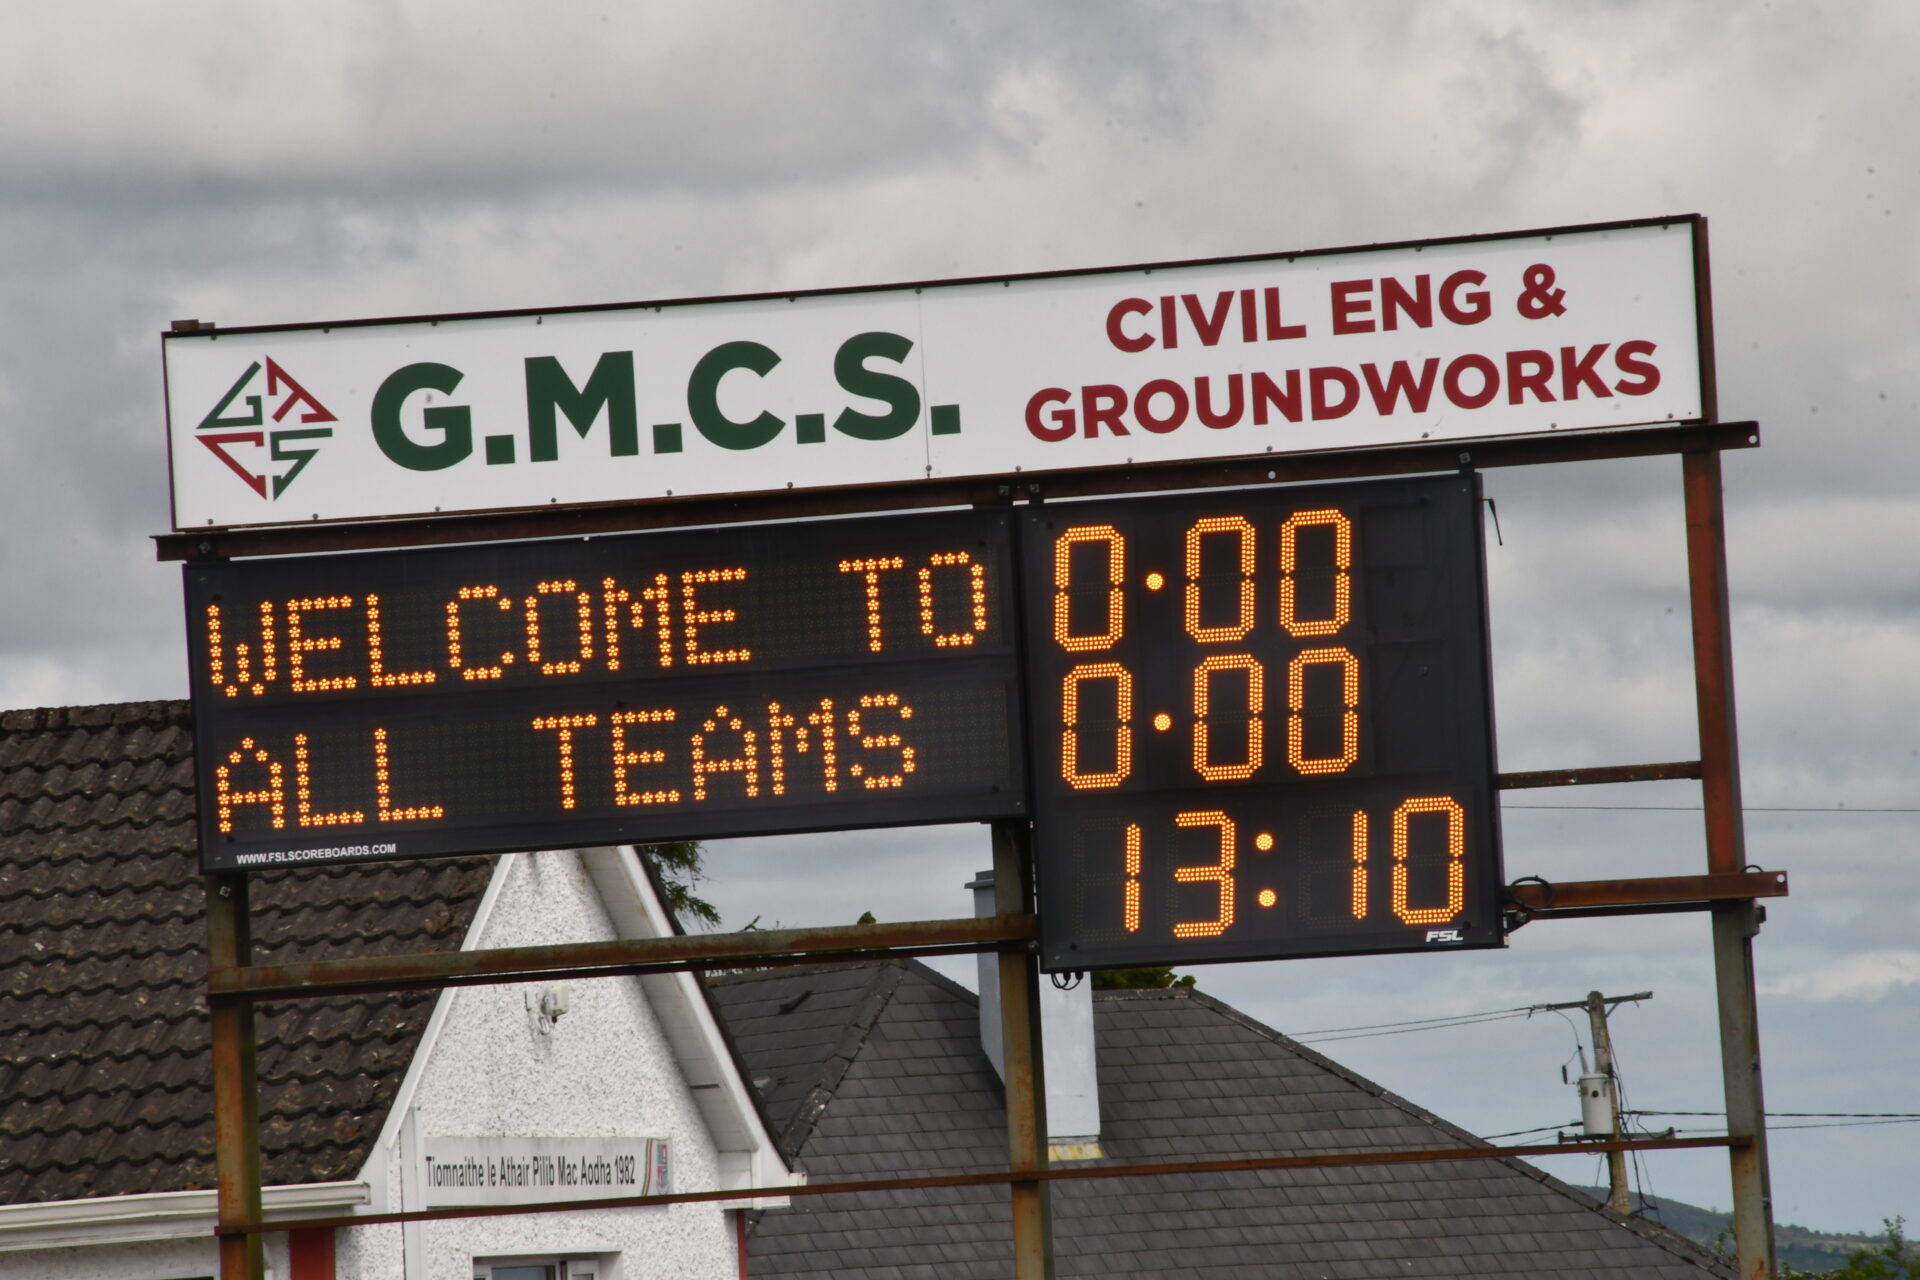 G.M.C.S.
CIVIL ENG &
GROUNDWORKS
GMCS
WELCOME TO
ALL TEAMS
0·00
0·00
13:10
WWW.FSLSCOREBOARDS.COM
FSL
Tiomnaithe le Athair Pilib Mac Aodha 1982